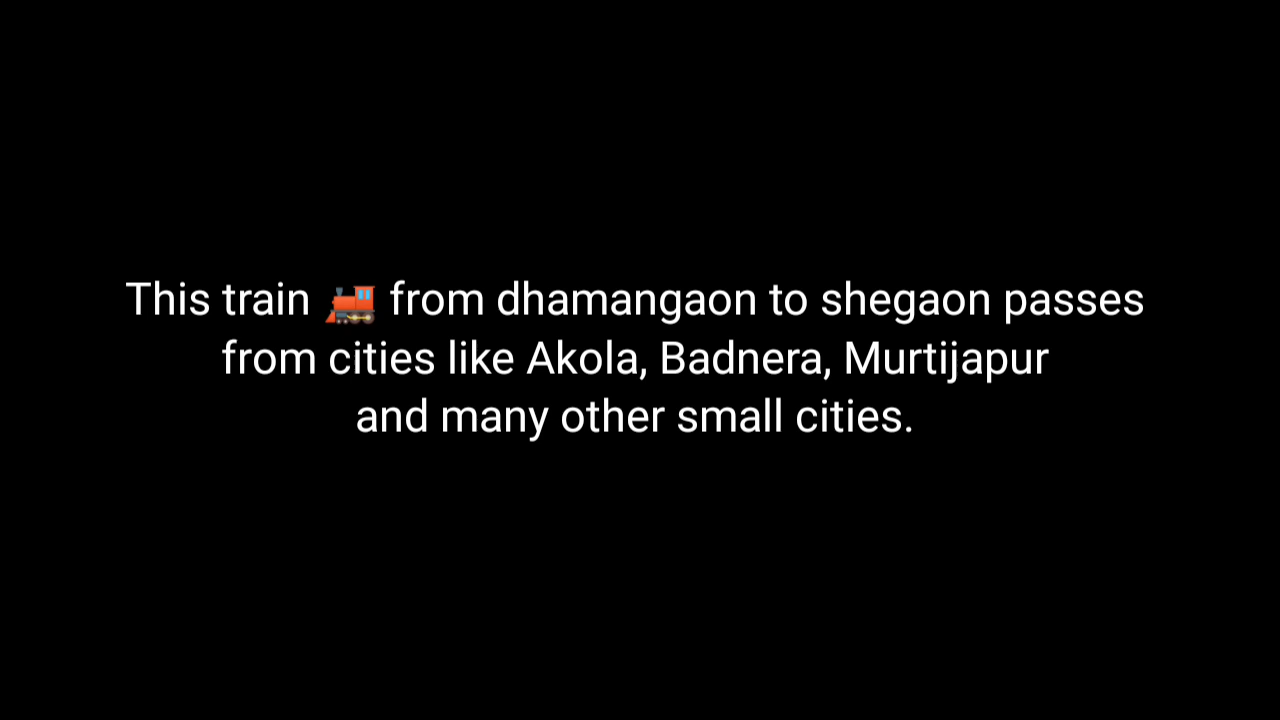 This train 🚂 from dhamangaon to shegaon passes
from cities like Akola, Badnera, Murtijapur
and many other small cities.